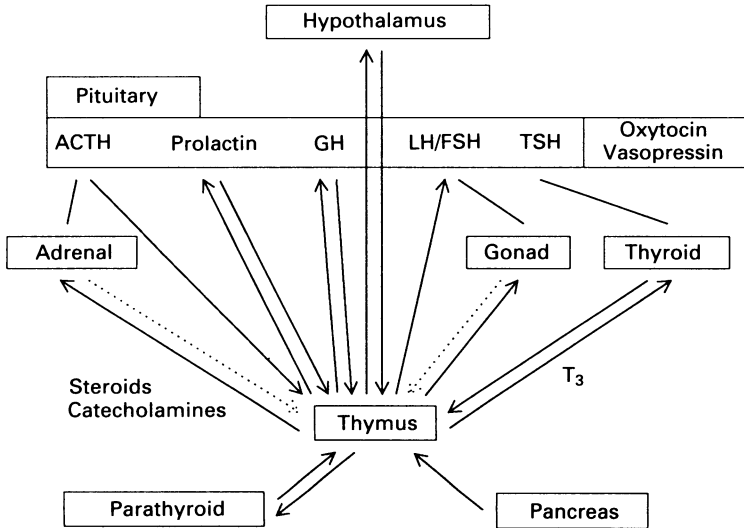 Hypothalamus
Pituitary
ACTH Prolactin GH LH/FSH TSH
Oxytocin
Vasopressin
Adrenal Gonad Thyroid
Steroids
Catecholamines
T₃
Thymus
Parathyroid Pancreas